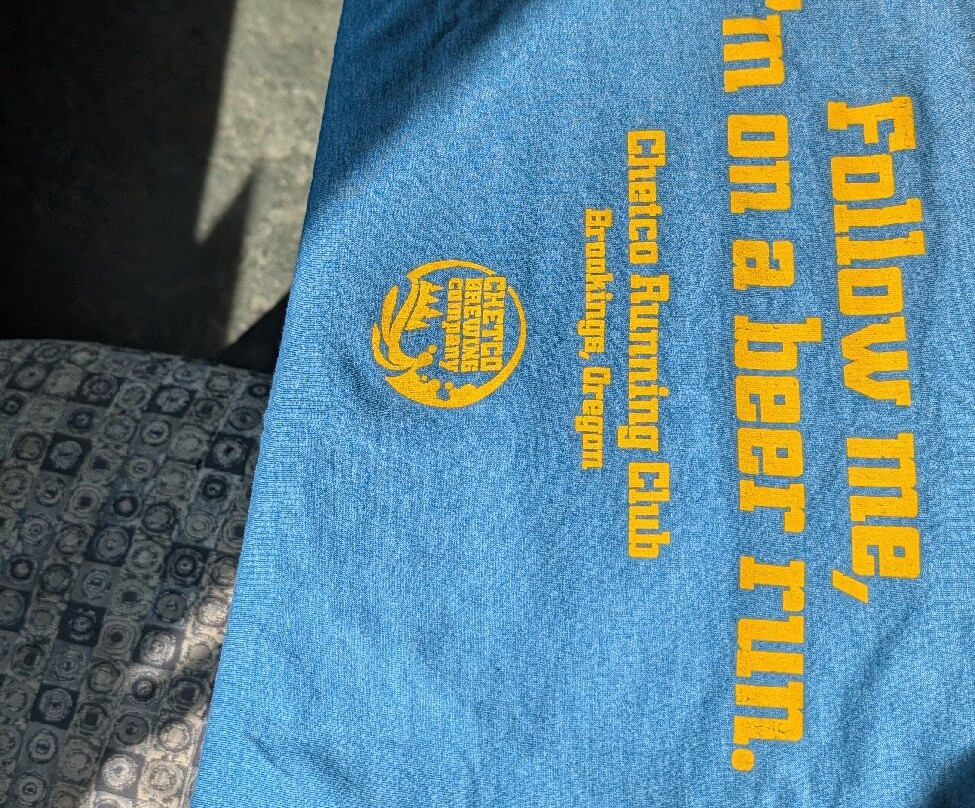 Follow me,
I'm on a beer run.
Chetco Running Club
Brookings, Oregon
CHETCO
BREWING
Company